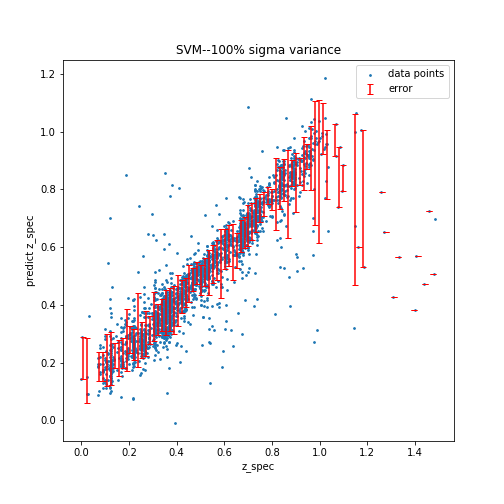 SVM--100% sigma variance
data points
error
predict z_spec
1.2
1.0
0.8
0.6
0.4
0.2
0.0
0.0 0.2 0.4 0.6 0.8 1.0 1.2 1.4
z_spec